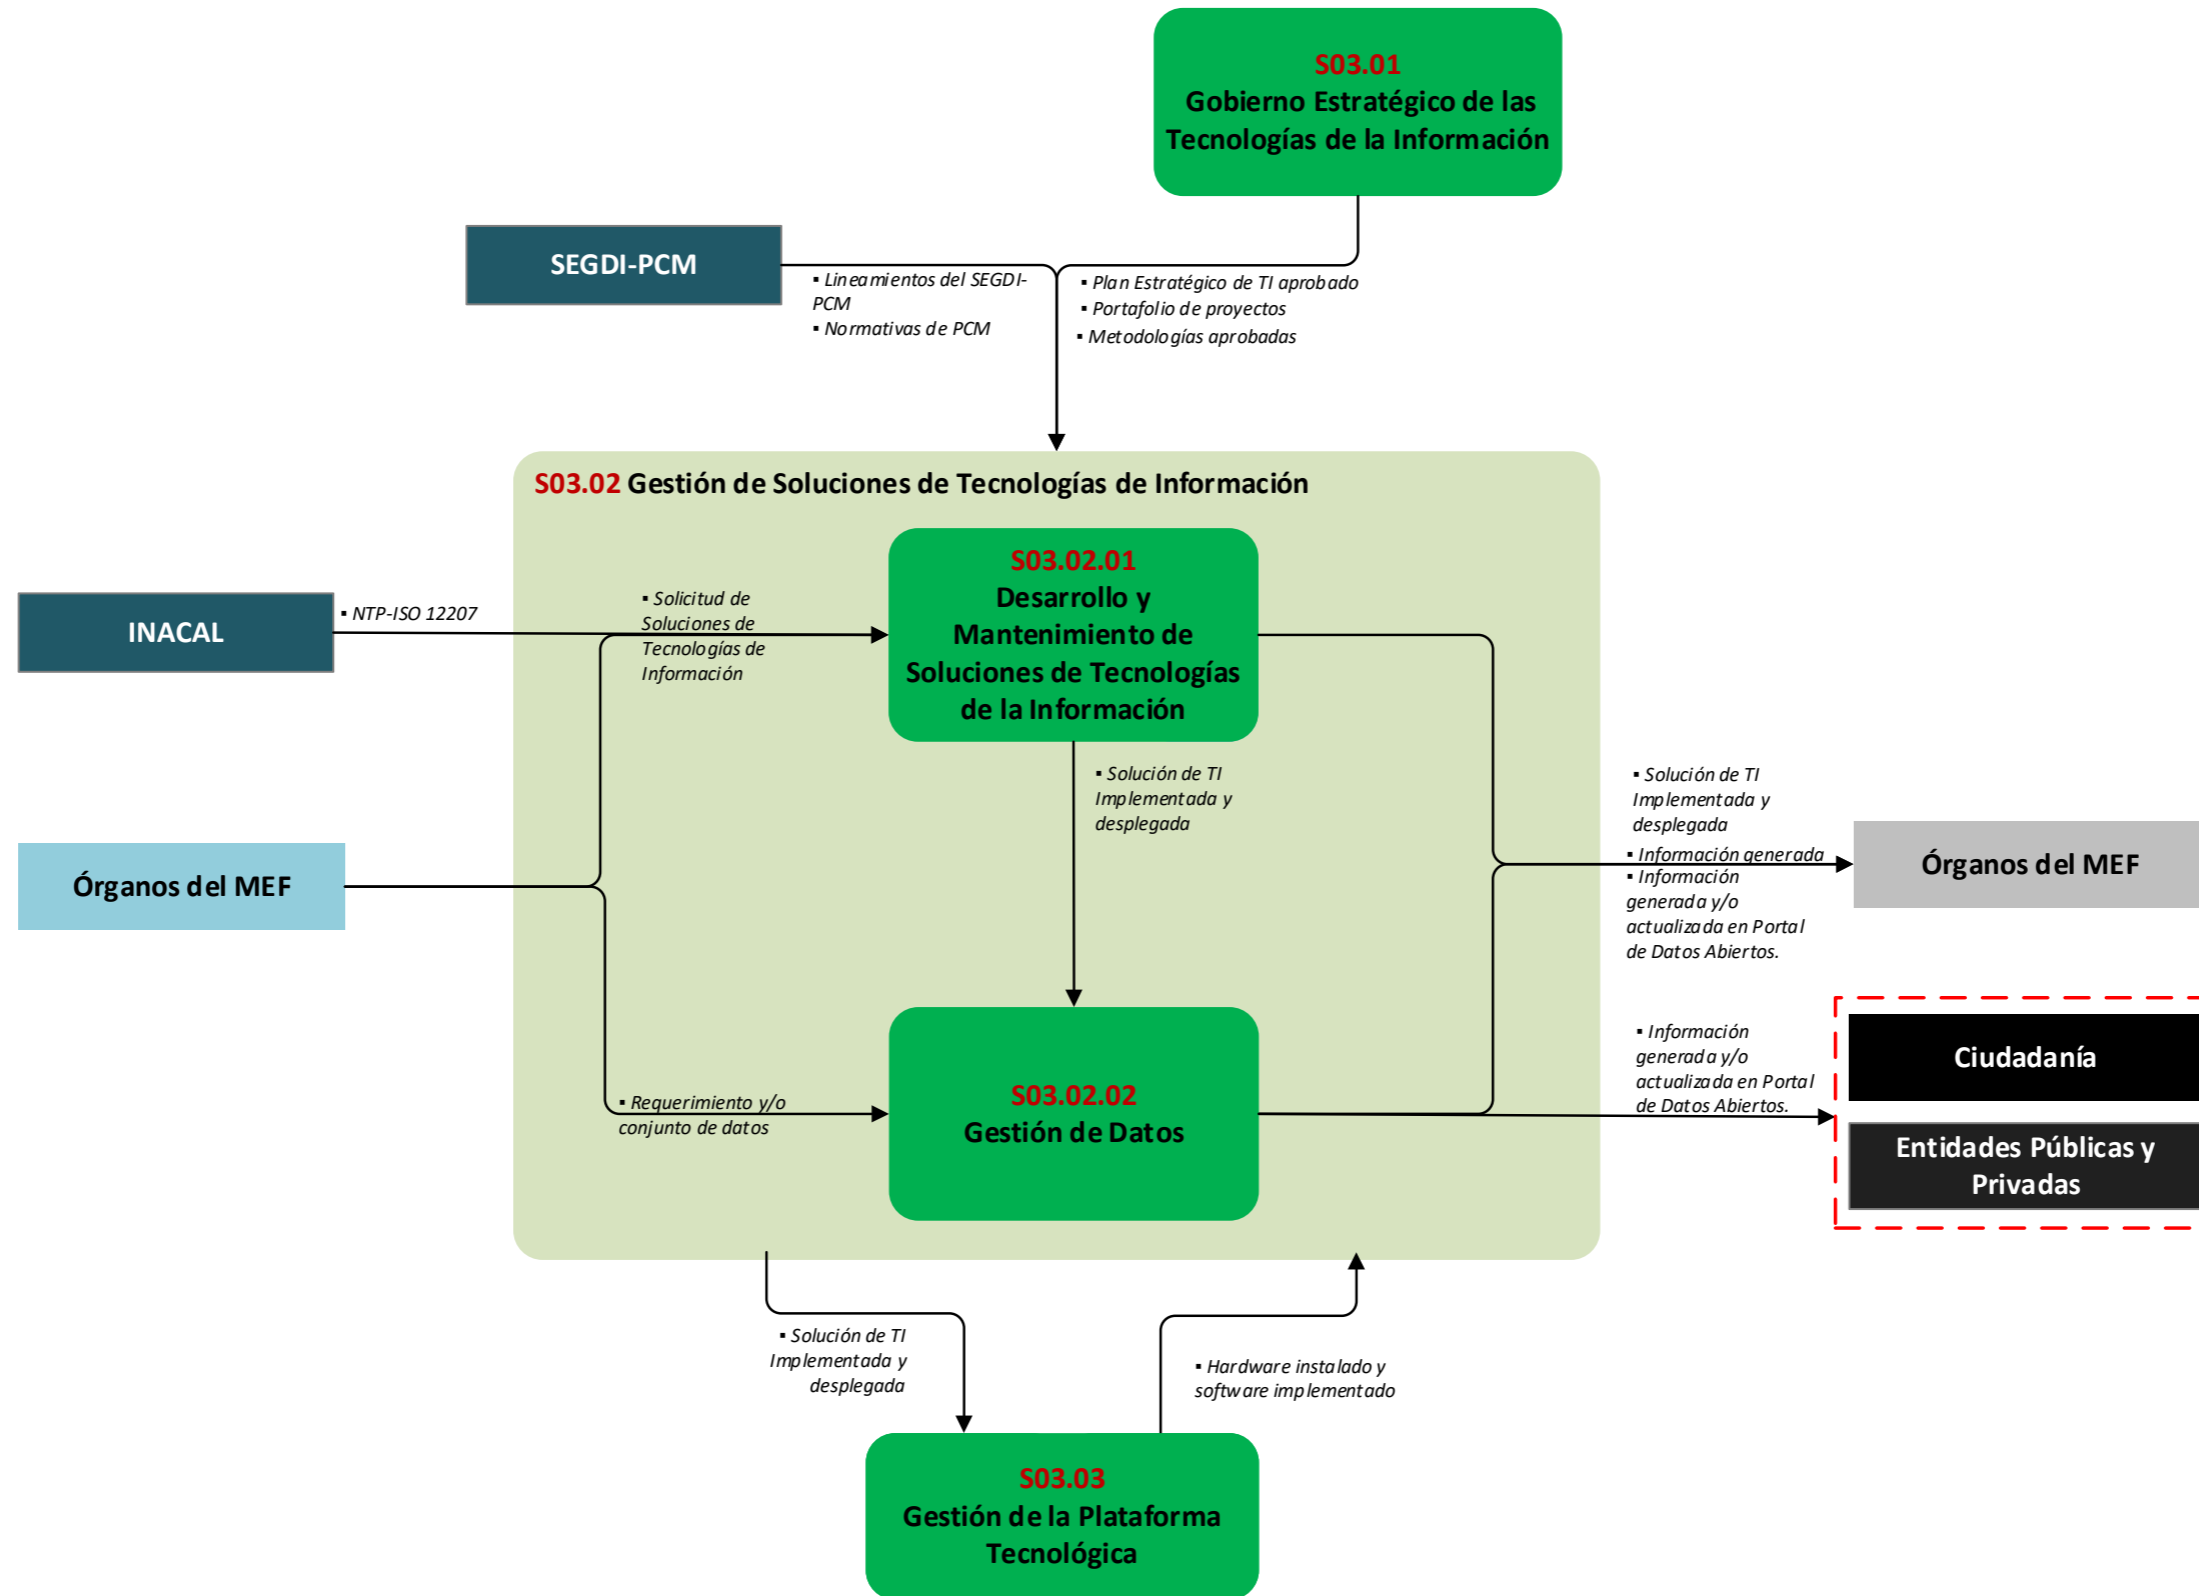 S03.01
Gobierno Estratégico de las
Tecnologías de la Información
SEGDI-PCM
▪ Lineamientos del SEGDI-
PCM
▪ Normativas de PCM
▪ Plan Estratégico de TI aprobado
▪ Portafolio de proyectos
▪ Metodologías aprobadas
S03.02 Gestión de Soluciones de Tecnologías de Información
INACAL
▪ NTP-ISO 12207
▪ Solicitud de
Soluciones de
Tecnologías de
Información
S03.02.01
Desarrollo y
Mantenimiento de
Soluciones de Tecnologías
de la Información
▪ Solución de TI
Implementada y
desplegada
Órganos del MEF
▪ Solución de TI
Implementada y
desplegada
▪ Información generada
▪ Información
generada y/o
actualizada en Portal
de Datos Abiertos.
Órganos del MEF
▪ Requerimiento y/o
conjunto de datos
S03.02.02
Gestión de Datos
▪ Información
generada y/o
actualizada en Portal
de Datos Abiertos.
Ciudadanía
Entidades Públicas y
Privadas
▪ Solución de TI
Implementada y
desplegada
▪ Hardware instalado y
software implementado
S03.03
Gestión de la Plataforma
Tecnológica